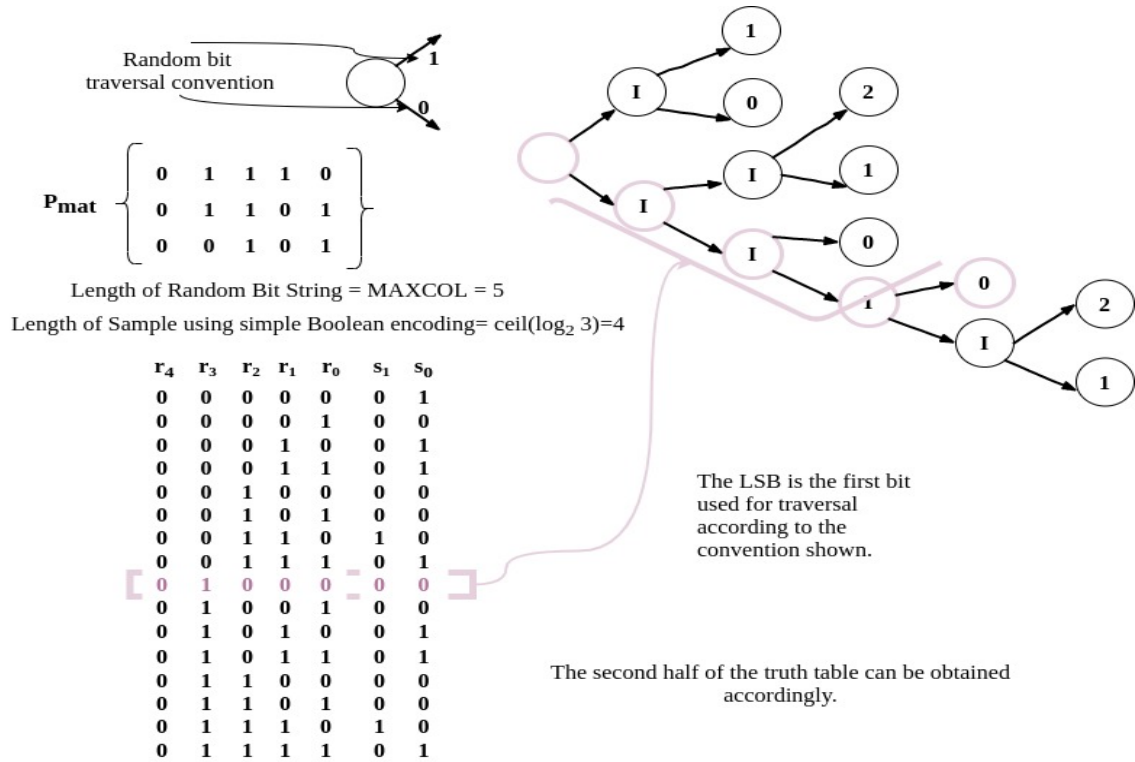 Random bit
traversal convention
1
0
P_mat
0 1 1 1 0
0 1 1 0 1
0 0 1 0 1
Length of Random Bit String = MAXCOL = 5
Length of Sample using simple Boolean encoding= ceil(log₂ 3)=4
r₄ r₃ r₂ r₁ r₀ s₁ s₀
0 0 0 0 0 0 1
0 0 0 0 1 0 0
0 0 0 1 0 0 1
0 0 0 1 1 0 1
0 0 1 0 0 0 0
0 0 1 0 1 0 0
0 0 1 1 0 1 0
0 0 1 1 1 0 1
0 1 0 0 0 0 0
0 1 0 0 1 0 0
0 1 0 1 0 0 1
0 1 0 1 1 0 1
0 1 1 0 0 0 0
0 1 1 0 1 0 0
0 1 1 1 0 1 0
0 1 1 1 1 0 1
1
I
0
2
I
1
I
0
I
0
I
2
I
1
The LSB is the first bit
used for traversal
according to the
convention shown.
The second half of the truth table can be obtained
accordingly.